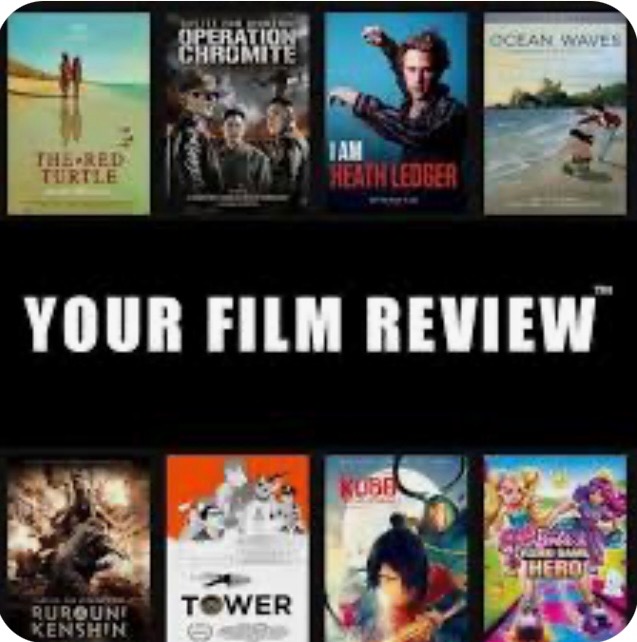 THE RED
TURTLE
OPERATION
CHROMITE
I AM
HEATH LEDGER
OCEAN WAVES
YOUR FILM REVIEW™
RUROUNI
KENSHIN
TOWER
KUBO
Barbie
VIDEO GAME
HERO